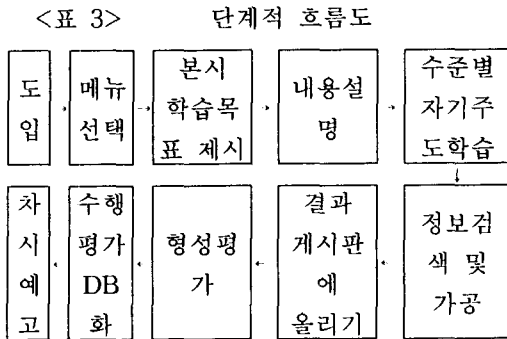 <표 3> 단계적 흐름도
도
입
메뉴
선택
본시
학습목
표 제시
내용설
명
수준별
자기주
도학습
정보검
색 및
가공
결과
게시판
에
올리기
형성평
가
수행
평가
DB
화
차
시
예
고